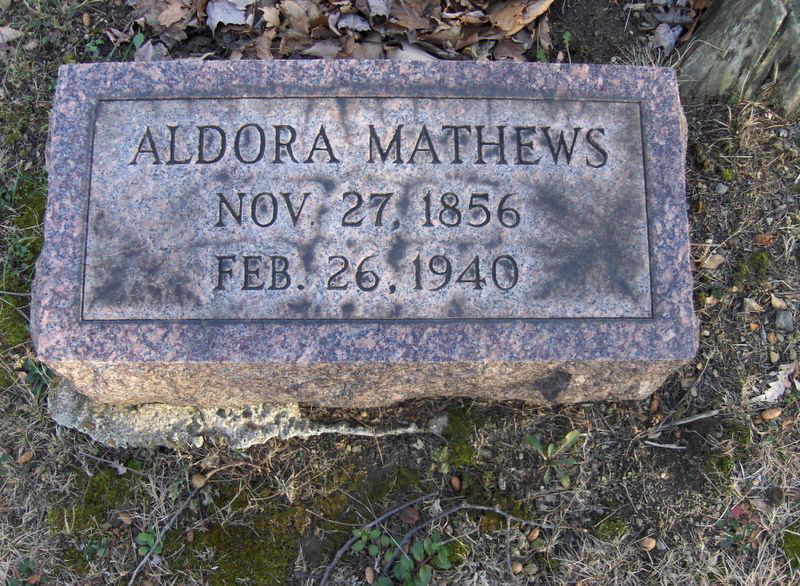 ALDORA MATHEWS
NOV. 27, 1856
FEB. 26, 1940